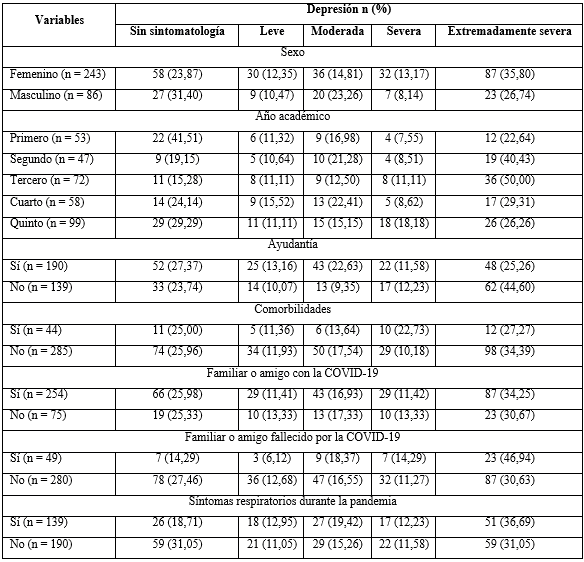 Variables Depresión n (%)
Sin sintomatología Leve Moderada Severa Extremadamente severa
Sexo
Femenino (n = 243) 58 (23,87) 30 (12,35) 36 (14,81) 32 (13,17) 87 (35,80)
Masculino (n = 86) 27 (31,40) 9 (10,47) 20 (23,26) 7 (8,14) 23 (26,74)
Año académico
Primero (n = 53) 22 (41,51) 6 (11,32) 9 (16,98) 4 (7,55) 12 (22,64)
Segundo (n = 47) 9 (19,15) 5 (10,64) 10 (21,28) 4 (8,51) 19 (40,43)
Tercero (n = 72) 11 (15,28) 8 (11,11) 9 (12,50) 8 (11,11) 36 (50,00)
Cuarto (n = 58) 14 (24,14) 9 (15,52) 13 (22,41) 5 (8,62) 17 (29,31)
Quinto (n = 99) 29 (29,29) 11 (11,11) 15 (15,15) 18 (18,18) 26 (26,26)
Ayudantía
Sí (n = 190) 52 (27,37) 25 (13,16) 43 (22,63) 22 (11,58) 48 (25,26)
No (n = 139) 33 (23,74) 14 (10,07) 13 (9,35) 17 (12,23) 62 (44,60)
Comorbilidades
Sí (n = 44) 11 (25,00) 5 (11,36) 6 (13,64) 10 (22,73) 12 (27,27)
No (n = 285) 74 (25,96) 34 (11,93) 50 (17,54) 29 (10,18) 98 (34,39)
Familiar o amigo con la COVID-19
Sí (n = 254) 66 (25,98) 29 (11,41) 43 (16,93) 29 (11,42) 87 (34,25)
No (n = 75) 19 (25,33) 10 (13,33) 13 (17,33) 10 (13,33) 23 (30,67)
Familiar o amigo fallecido por la COVID-19
Sí (n = 49) 7 (14,29) 3 (6,12) 9 (18,37) 7 (14,29) 23 (46,94)
No (n = 280) 78 (27,46) 36 (12,68) 47 (16,55) 32 (11,27) 87 (30,63)
Síntomas respiratorios durante la pandemia
Sí (n = 139) 26 (18,71) 18 (12,95) 27 (19,42) 17 (12,23) 51 (36,69)
No (n = 190) 59 (31,05) 21 (11,05) 29 (15,26) 22 (11,58) 59 (31,05)